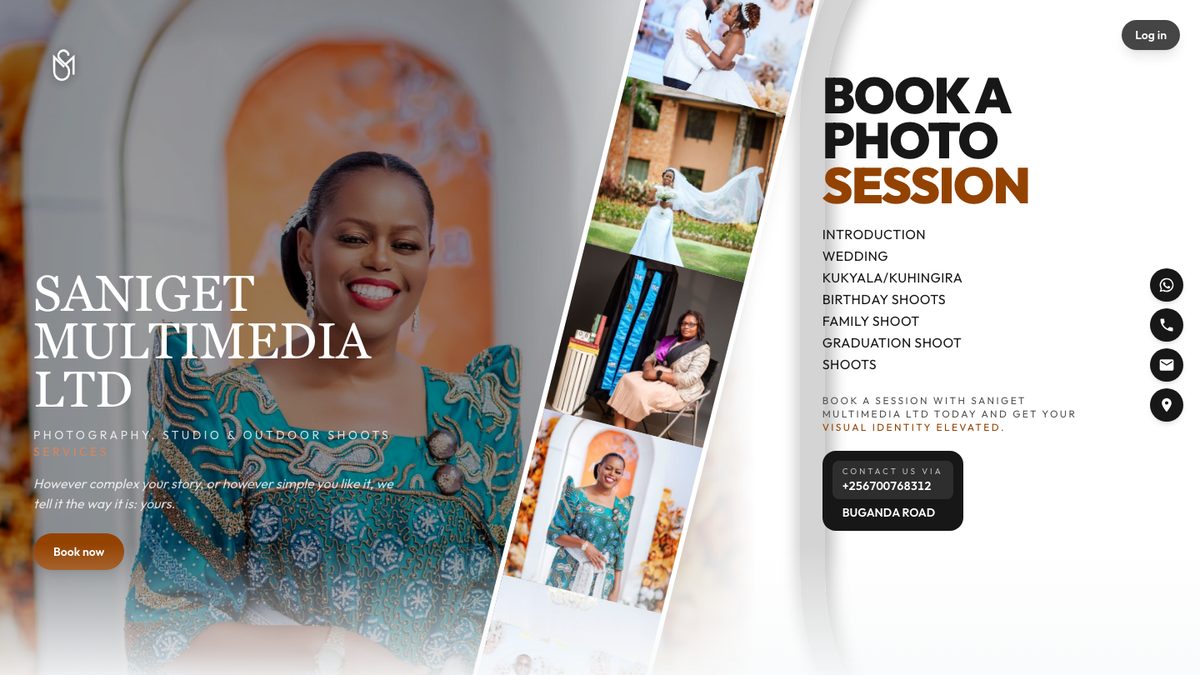 SANIGET
MULTIMEDIA
LTD
PHOTOGRAPHY, STUDIO & OUTDOOR SHOOTS
SERVICES
However complex your story, or however simple you like it, we
tell it the way it is: yours.
Book now
Log in
BOOK A
PHOTO
SESSION
INTRODUCTION
WEDDING
KUKYALA/KUHINGIRA
BIRTHDAY SHOOTS
FAMILY SHOOT
GRADUATION SHOOT
SHOOTS
BOOK A SESSION WITH SANIGET
MULTIMEDIA LTD TODAY AND GET YOUR
VISUAL IDENTITY ELEVATED.
CONTACT US VIA
+256700768312
BUGANDA ROAD